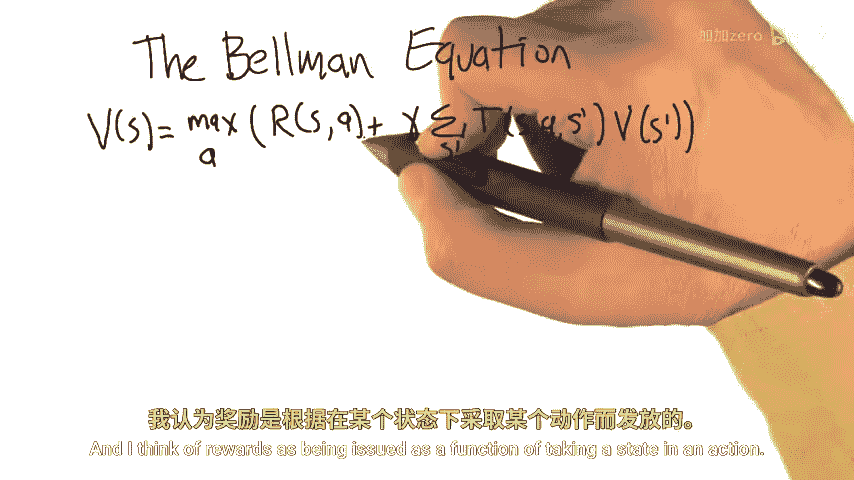 The Bellman Equation
V(s) = max ( R(s,a) + γ Σ T(s,a,s') V(s'))
a s'
我认为奖励是根据在某个状态下采取某个动作而发放的。
And I think of rewards as being issued as a function of taking a state in an action.